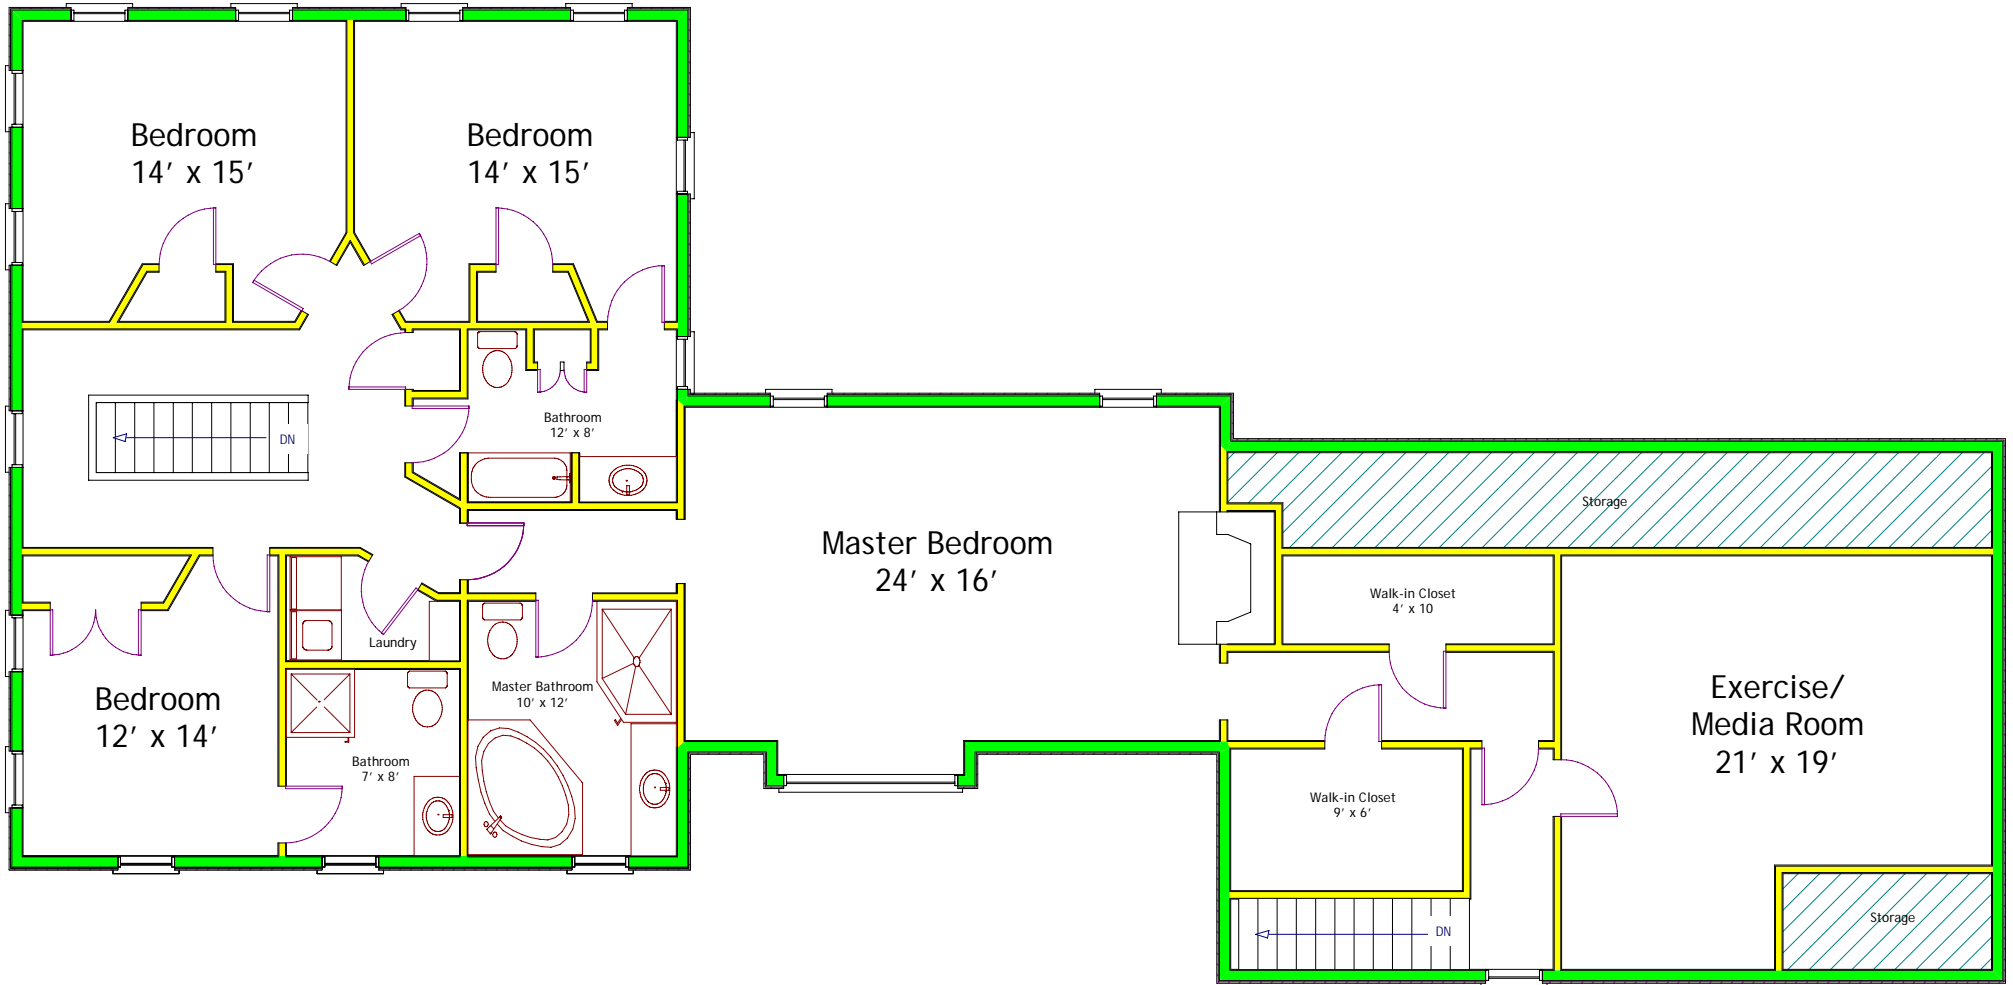 Bedroom
14' x 15'
Bedroom
14' x 15'
Bathroom
12' x 8'
DN
Storage
Master Bedroom
24' x 16'
Walk-in Closet
4' x 10
Laundry
Bedroom
12' x 14'
Master Bathroom
10' x 12'
Exercise/
Media Room
21' x 19'
Bathroom
7' x 8'
Walk-in Closet
9' x 6'
Storage
DN